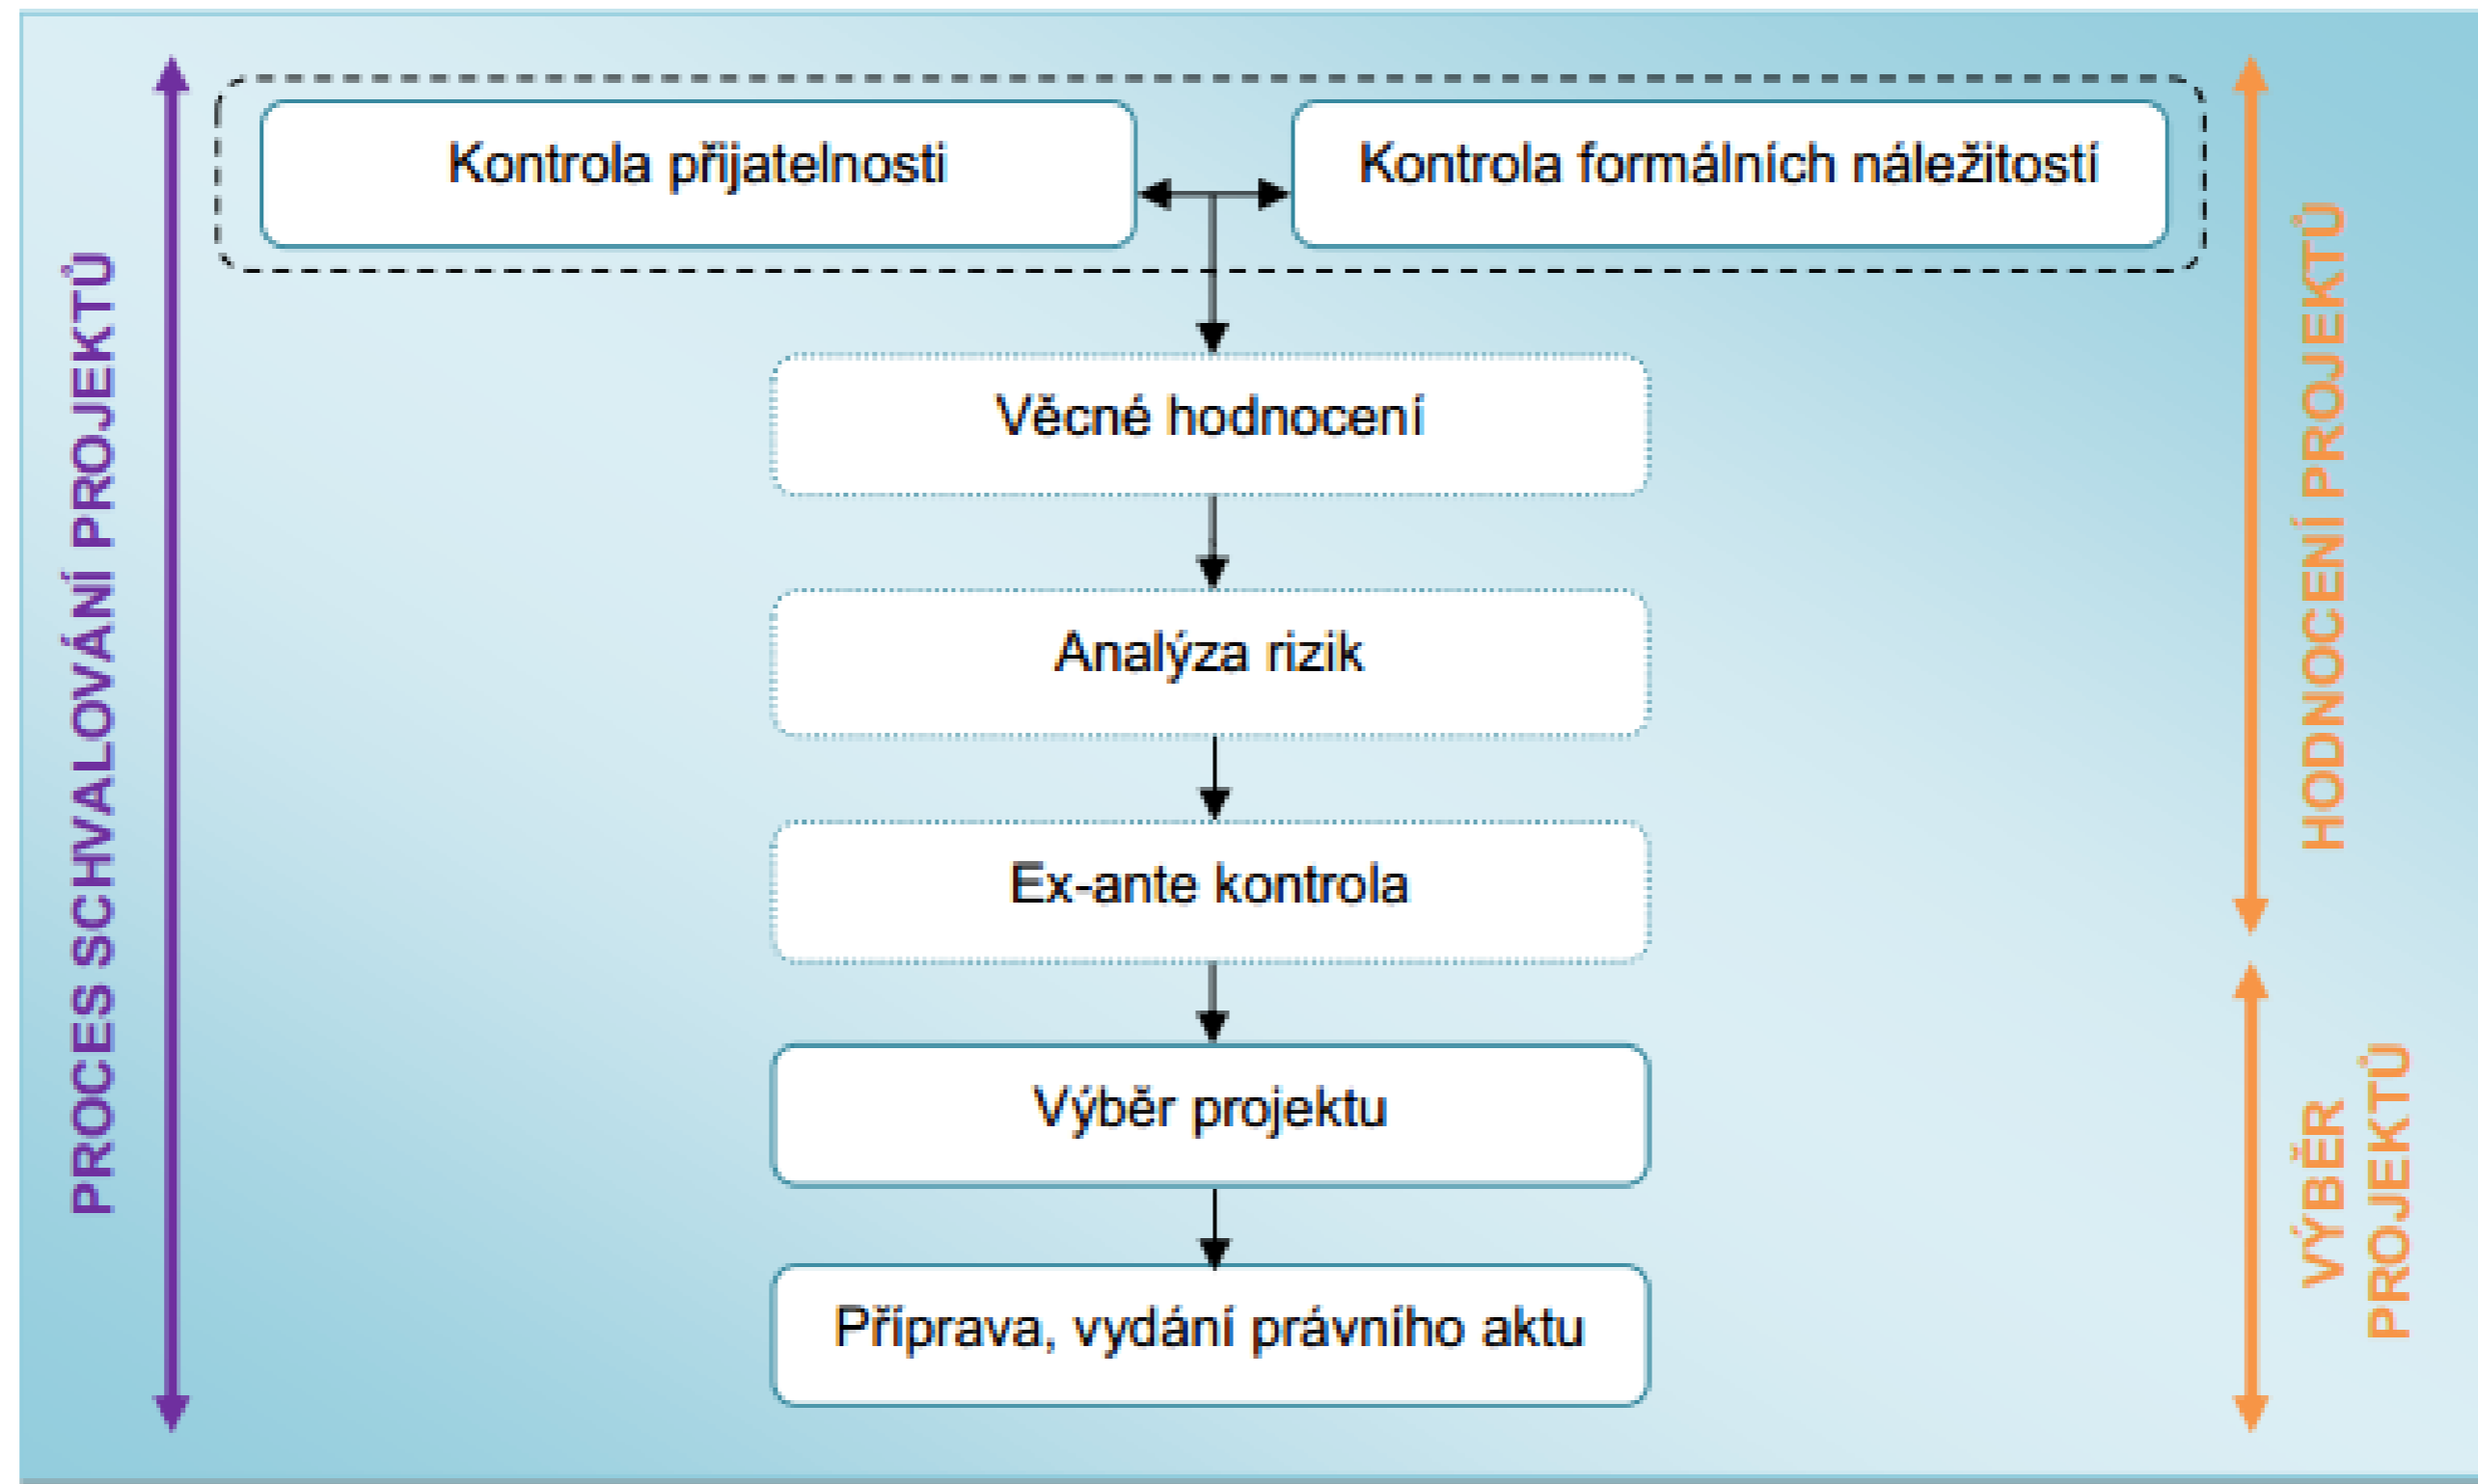 PROCES SCHVALOVÁNÍ PROJEKTŮ
Kontrola přijatelnosti
Kontrola formálních náležitostí
Věcné hodnocení
Analýza rizik
Ex-ante kontrola
Výběr projektu
Příprava, vydání právního aktu
HODNOCENÍ PROJEKTŮ
VÝBĚR
PROJEKTŮ